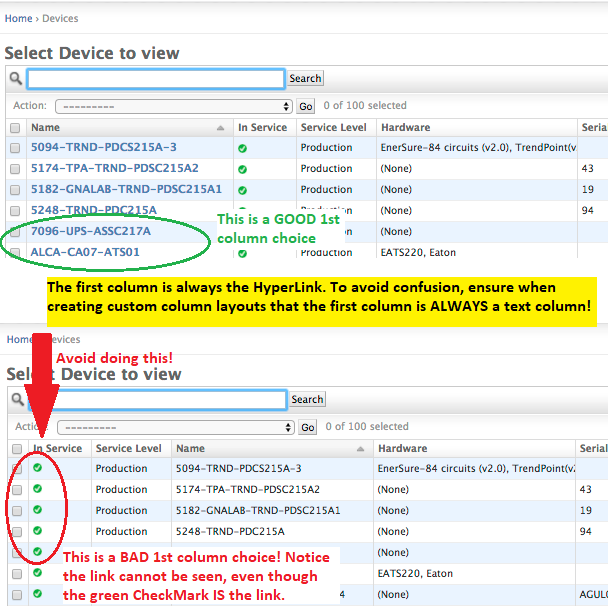 Home › Devices
Select Device to view
Search
Action: --------- Go 0 of 100 selected
Name In Service Service Level Hardware Seria
5094-TRND-PDCS215A-3 Production EnerSure-84 circuits (v2.0), TrendPoint(v
5174-TPA-TRND-PDSC215A2 Production (None) 43
5182-GNALAB-TRND-PDSC215A1 Production (None) 19
5248-TRND-PDC215A Production (None) 94
7096-UPS-ASSC217A (None)
ALCA-CA07-ATS01 Production EATS220, Eaton
This is a GOOD 1st
column choice
The first column is always the HyperLink. To avoid confusion, ensure when
creating custom column layouts that the first column is ALWAYS a text column!
Home evices
Avoid doing this!
Select Device to view
Search
Action: --------- Go 0 of 100 selected
In Service Service Level Name Hardware Serial
Production 5094-TRND-PDCS215A-3 EnerSure-84 circuits (v2.0), TrendPoint(v2
Production 5174-TPA-TRND-PDSC215A2 (None) 43
Production 5182-GNALAB-TRND-PDSC215A1 (None) 19
Production 5248-TRND-PDC215A (None) 94
(None)
EATS220, Eaton
4 (None) AGULO
This is a BAD 1st column choice! Notice
the link cannot be seen, even though
the green CheckMark IS the link.